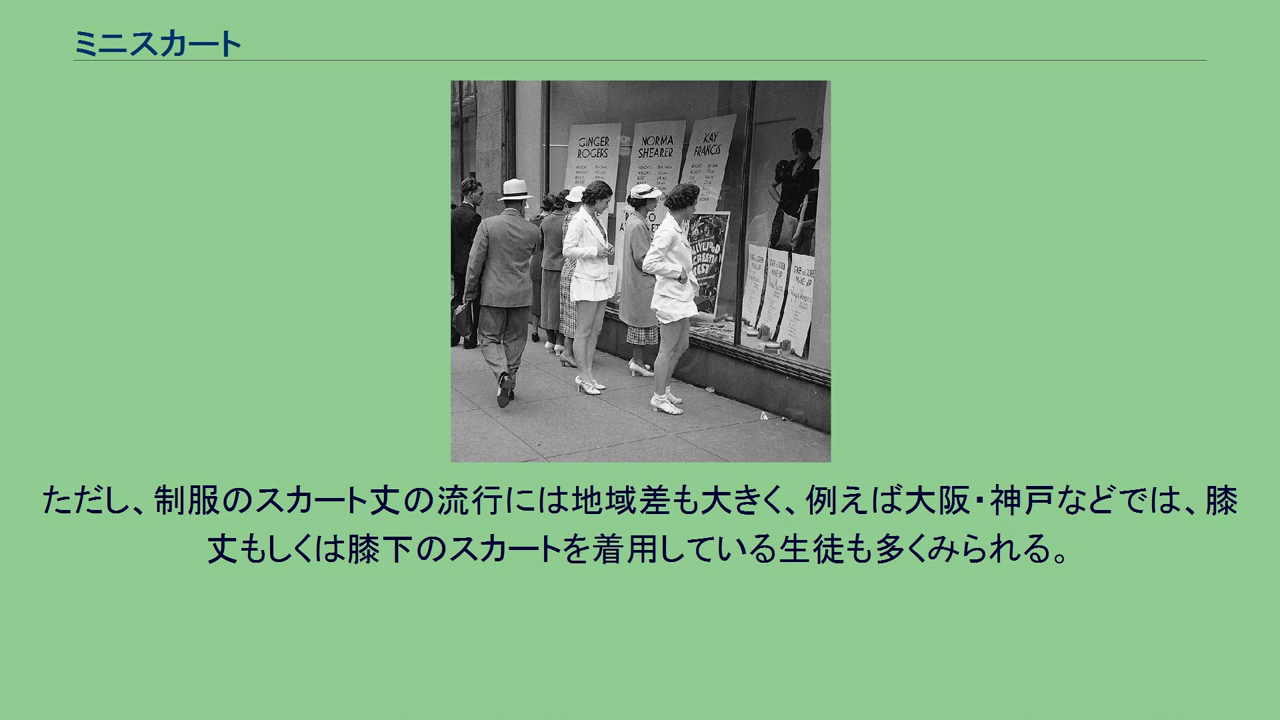 ミニスカート
GINGER
ROGERS
NORMA
SHEARER
KAY
FRANCIS
ただし、制服のスカート丈の流行には地域差も大きく、例えば大阪・神戸などでは、膝
丈もしくは膝下のスカートを着用している生徒も多くみられる。